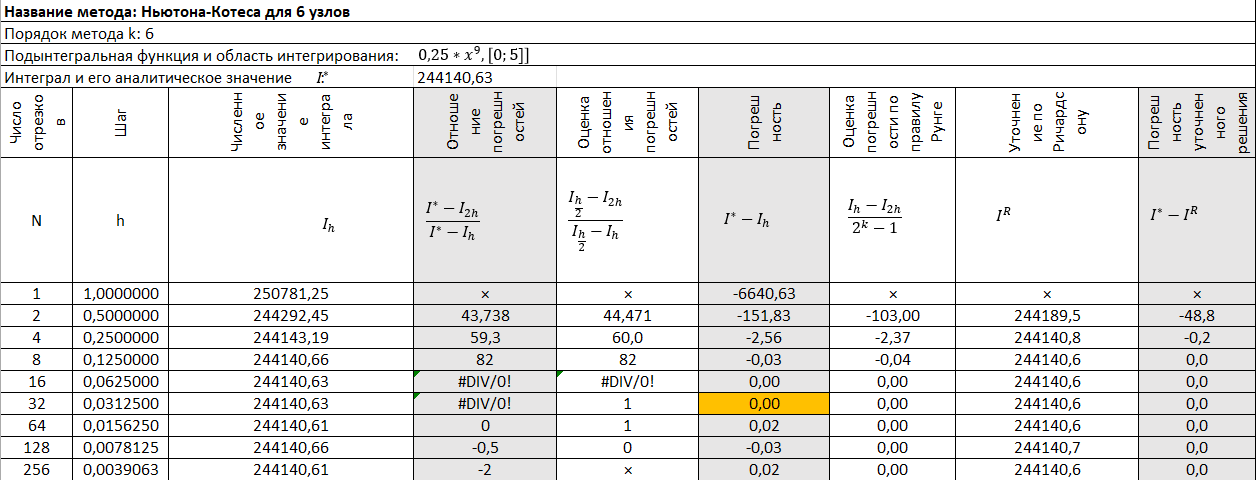 Название метода: Ньютона-Котеса для 6 узлов
Порядок метода k: 6
Подынтегральная функция и область интегрирования: 0,25 * x⁹, [0; 5]]
Интеграл и его аналитическое значение I:* 244140,63
Число отрезков
Шаг
Численное значение интеграла
Отношение погрешностей
Оценка отношения погрешностей
Погрешность
Оценка погрешности по правилу Рунге
Уточнение по Ричардсону
Погрешность уточненного решения
N h I_h (I* − I_2h)/(I* − I_h) (I_{h/2} − I_2h)/(I_{h/2} − I_h) I* − I_h (I_h − I_2h)/(2^k − 1) I^R I* − I^R
1 1,0000000 250781,25 × × -6640,63 × × ×
2 0,5000000 244292,45 43,738 44,471 -151,83 -103,00 244189,5 -48,8
4 0,2500000 244143,19 59,3 60,0 -2,56 -2,37 244140,8 -0,2
8 0,1250000 244140,66 82 82 -0,03 -0,04 244140,6 0,0
16 0,0625000 244140,63 #DIV/0! #DIV/0! 0,00 0,00 244140,6 0,0
32 0,0312500 244140,63 #DIV/0! 1 0,00 0,00 244140,6 0,0
64 0,0156250 244140,61 0 1 0,02 0,00 244140,6 0,0
128 0,0078125 244140,66 -0,5 0 -0,03 0,00 244140,7 0,0
256 0,0039063 244140,61 -2 × 0,02 0,00 244140,6 0,0